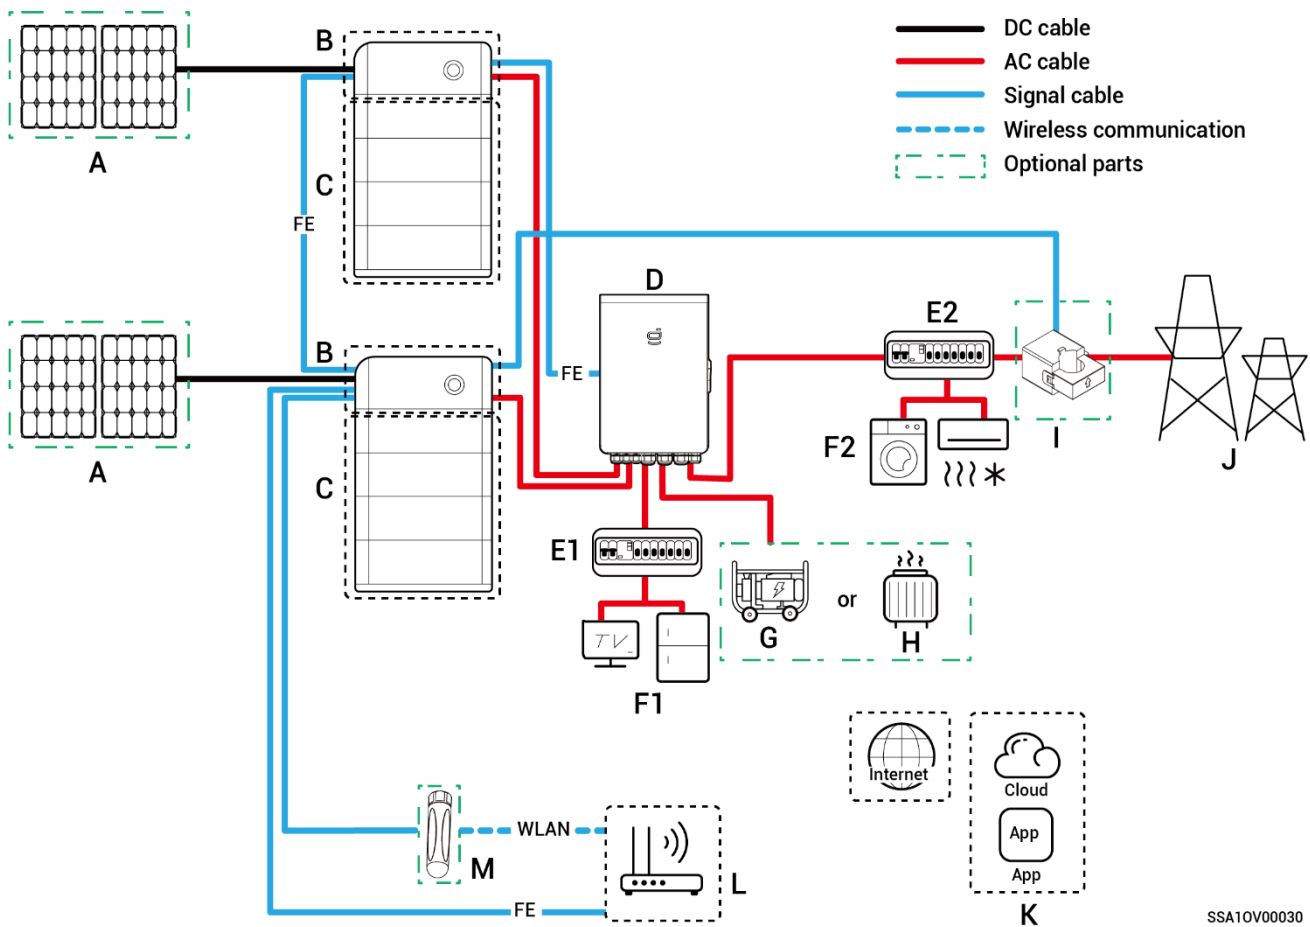 DC cable
AC cable
Signal cable
Wireless communication
Optional parts
A
B
C
FE
D
FE
E2
F2
I
J
A
B
C
E1
TV
F1
G
or
H
Internet
Cloud
App
App
K
M
WLAN
L
FE
SSA10V00030